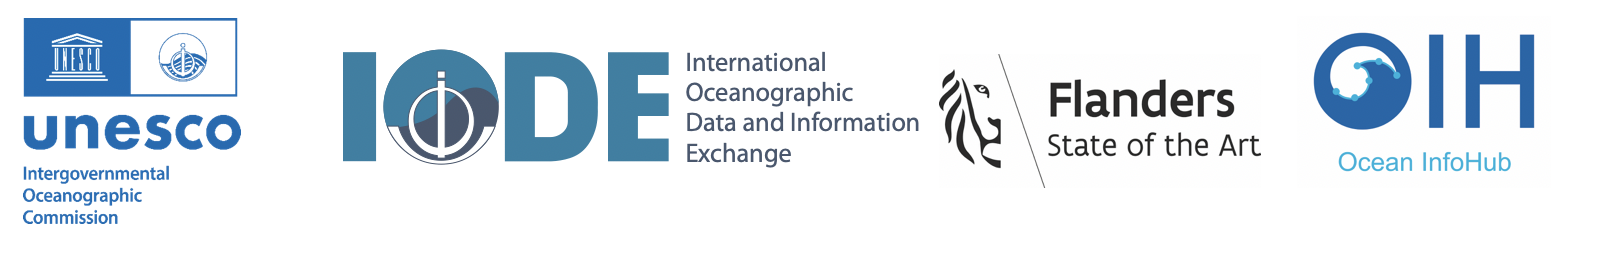 UNESCO
unesco
Intergovernmental
Oceanographic
Commission
IODE
International
Oceanographic
Data and Information
Exchange
Flanders
State of the Art
OIH
Ocean InfoHub